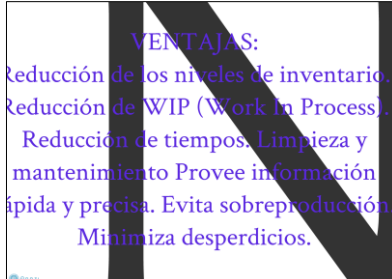 VENTAJAS:
Reducción de los niveles de inventario.
Reducción de WIP (Work In Process).
Reducción de tiempos. Limpieza y
mantenimiento Provee información
rápida y precisa. Evita sobreproducción.
Minimiza desperdicios.